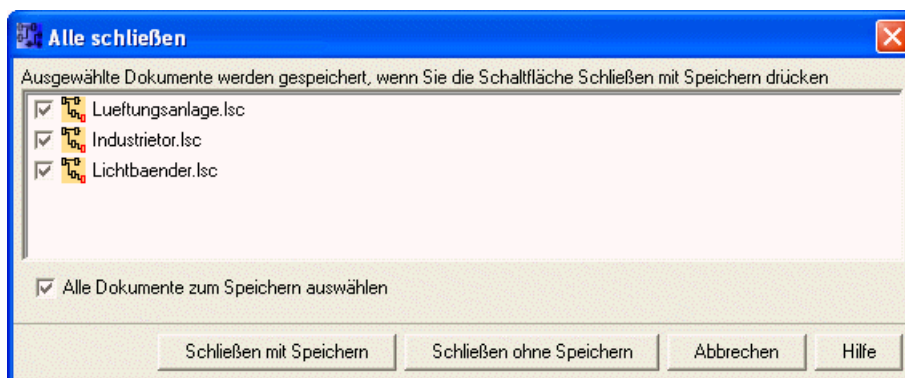 Alle schließen
Ausgewählte Dokumente werden gespeichert, wenn Sie die Schaltfläche Schließen mit Speichern drücken
Lueftungsanlage.lsc
Industrietor.lsc
Lichtbaender.lsc
Alle Dokumente zum Speichern auswählen
Schließen mit Speichern Schließen ohne Speichern Abbrechen Hilfe